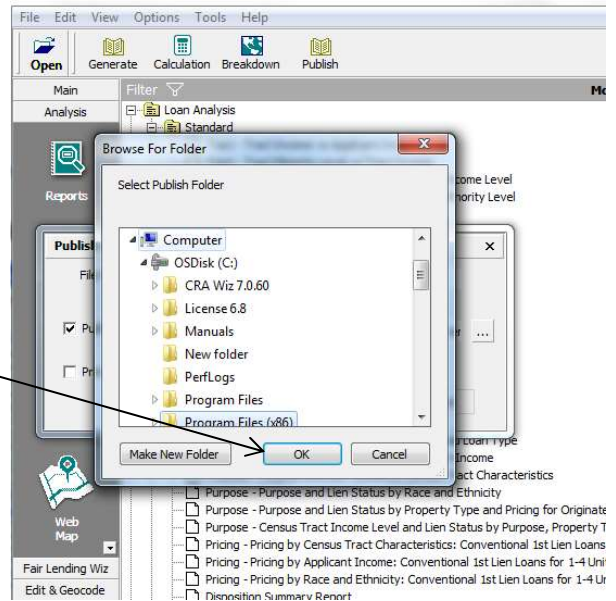 File Edit View Options Tools Help
Open Generate Calculation Breakdown Publish
Main
Filter
Analysis
Loan Analysis
Standard
Browse For Folder
Select Publish Folder
Reports
come Level
nority Level
Computer
OSDisk (C:)
CRA Wiz 7.0.60
License 6.8
Manuals
New folder
PerfLogs
Program Files
Program Files (x86)
Publis
File
Pu
...
Pr
Make New Folder OK Cancel
Loan Type
Income
act Characteristics
Purpose - Purpose and Lien Status by Race and Ethnicity
Purpose - Purpose and Lien Status by Property Type and Pricing for Originate
Purpose - Census Tract Income Level and Lien Status by Purpose, Property T
Pricing - Pricing by Census Tract Characteristics: Conventional 1st Lien Loans
Pricing - Pricing by Applicant Income: Conventional 1st Lien Loans for 1-4 Uni
Pricing - Pricing by Race and Ethnicity: Conventional 1st Lien Loans for 1-4 U
Disposition Summary Report
Web
Map
Fair Lending Wiz
Edit & Geocode